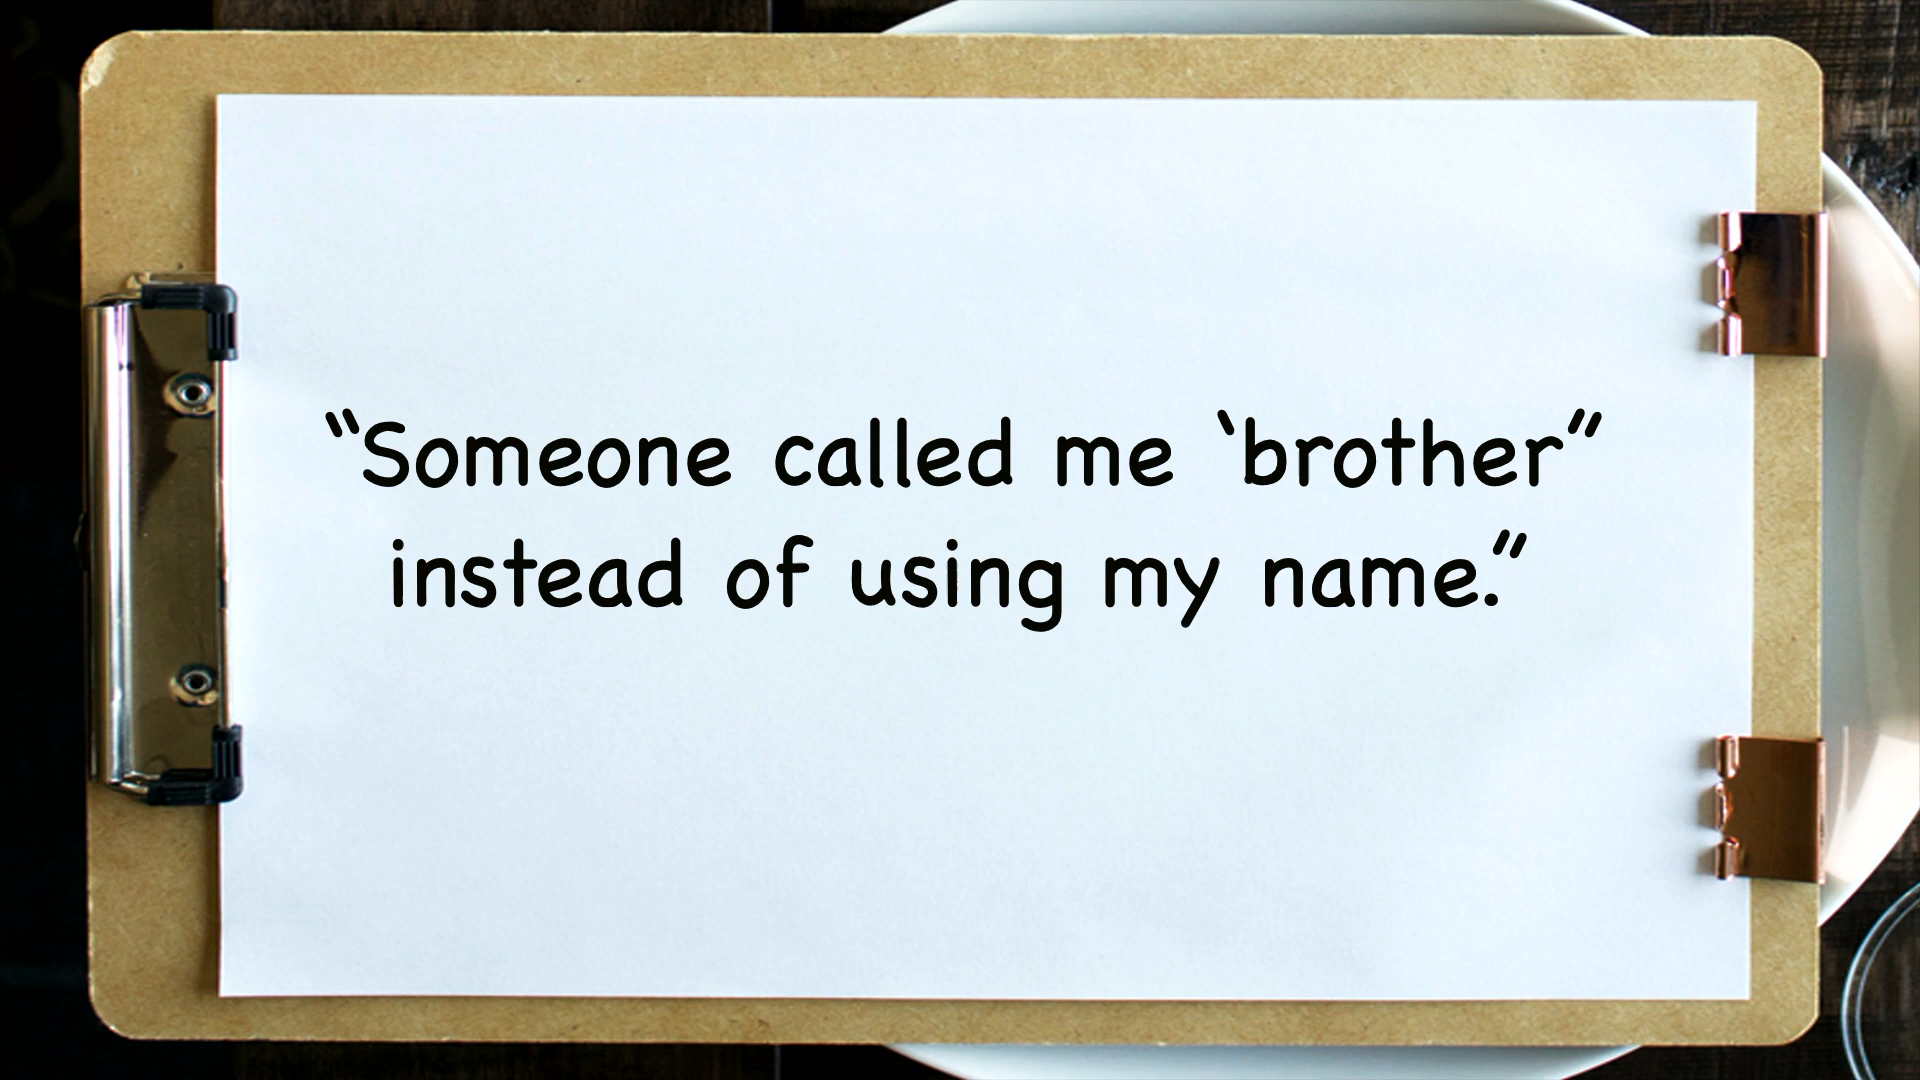 “Someone called me ‘brother”
instead of using my name.”